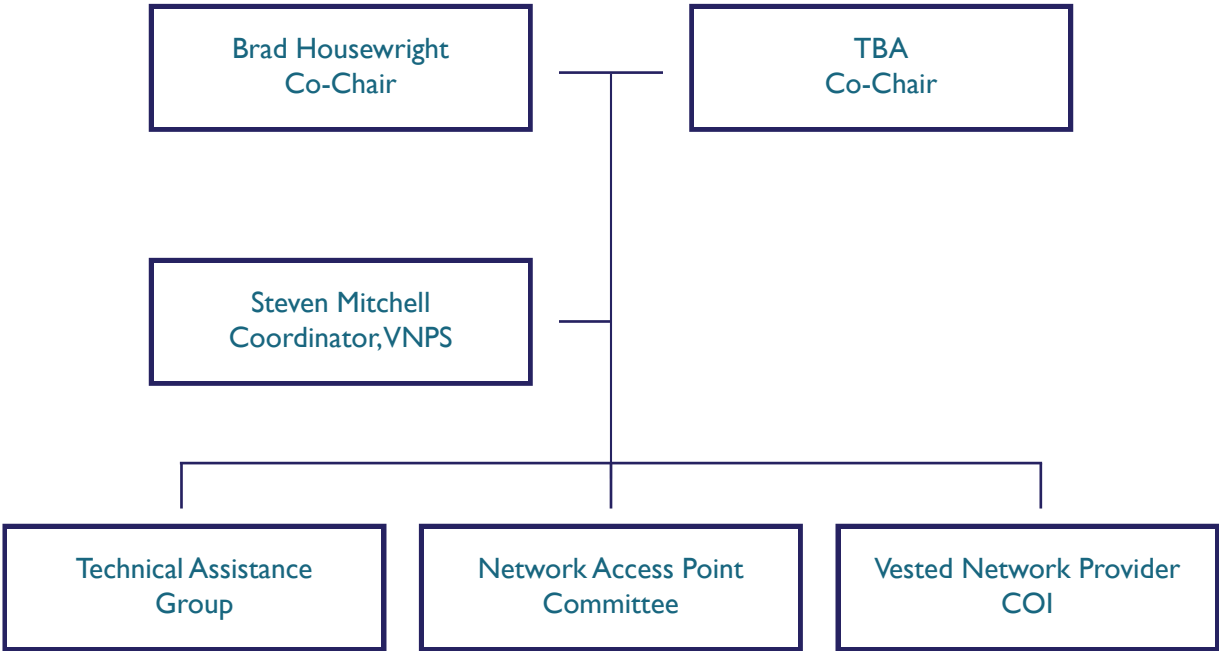 Brad Housewright
Co-Chair
TBA
Co-Chair
Steven Mitchell
Coordinator, VNPS
Technical Assistance
Group
Network Access Point
Committee
Vested Network Provider
COI